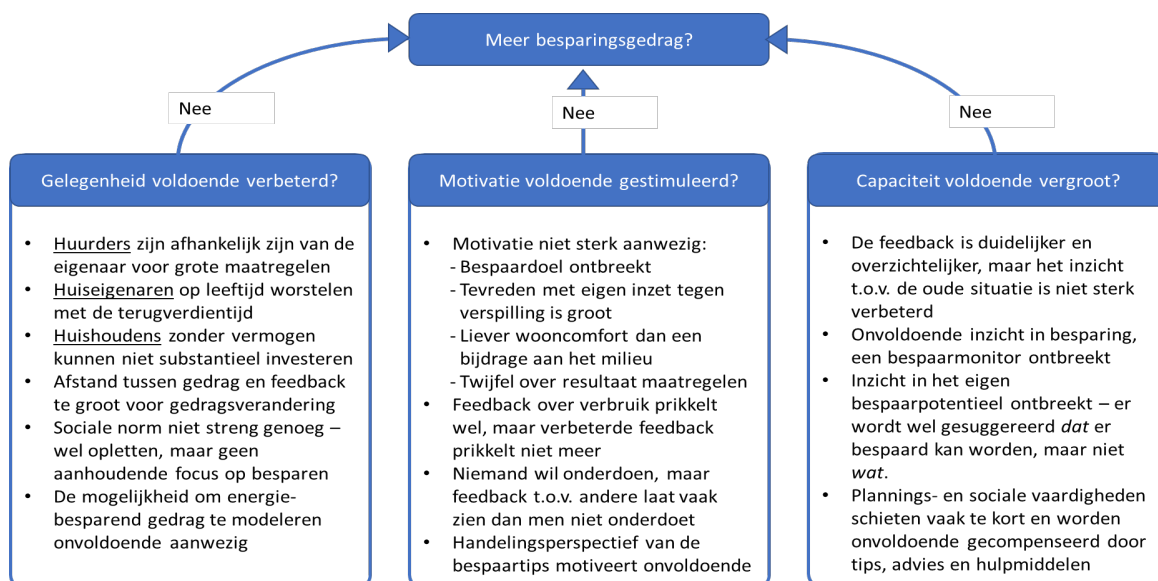 Meer besparingsgedrag?
Nee
Nee
Nee
Gelegenheid voldoende verbeterd?
• Huurders zijn afhankelijk zijn van de
eigenaar voor grote maatregelen
• Huiseigenaren op leeftijd worstelen
met de terugverdientijd
• Huishoudens zonder vermogen
kunnen niet substantieel investeren
• Afstand tussen gedrag en feedback
te groot voor gedragsverandering
• Sociale norm niet streng genoeg –
wel opletten, maar geen
aanhoudende focus op besparen
• De mogelijkheid om energie-
besparend gedrag te modeleren
onvoldoende aanwezig
Motivatie voldoende gestimuleerd?
• Motivatie niet sterk aanwezig:
- Bespaardoel ontbreekt
- Tevreden met eigen inzet tegen
verspilling is groot
- Liever wooncomfort dan een
bijdrage aan het milieu
- Twijfel over resultaat maatregelen
• Feedback over verbruik prikkelt
wel, maar verbeterde feedback
prikkelt niet meer
• Niemand wil onderdoen, maar
feedback t.o.v. andere laat vaak
zien dan men niet onderdoet
• Handelingsperspectief van de
bespaartips motiveert onvoldoende
Capaciteit voldoende vergroot?
• De feedback is duidelijker en
overzichtelijker, maar het inzicht
t.o.v. de oude situatie is niet sterk
verbeterd
• Onvoldoende inzicht in besparing,
een bespaarmonitor ontbreekt
• Inzicht in het eigen
bespaarpotentieel ontbreekt – er
wordt wel gesuggereerd dat er
bespaard kan worden, maar niet
wat.
• Plannings- en sociale vaardigheden
schieten vaak te kort en worden
onvoldoende gecompenseerd door
tips, advies en hulpmiddelen